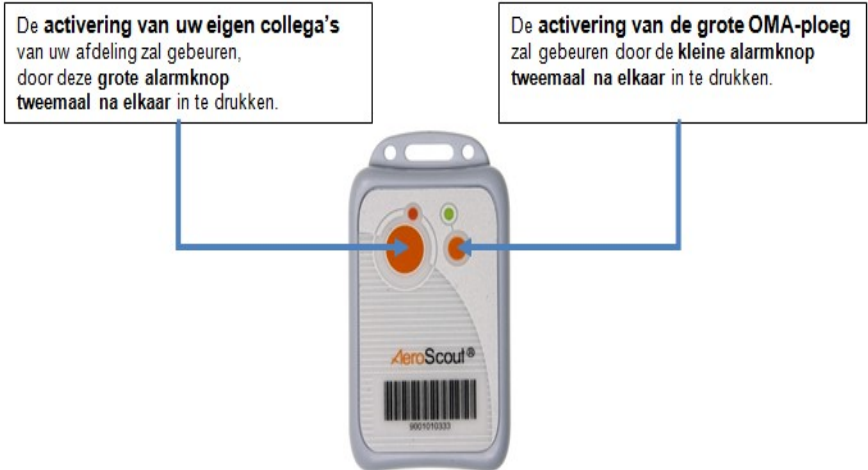 De activering van uw eigen collega's
van uw afdeling zal gebeuren,
door deze grote alarmknop
tweemaal na elkaar in te drukken.
De activering van de grote OMA-ploeg
zal gebeuren door de kleine alarmknop
tweemaal na elkaar in te drukken.
AeroScout®
9001010333